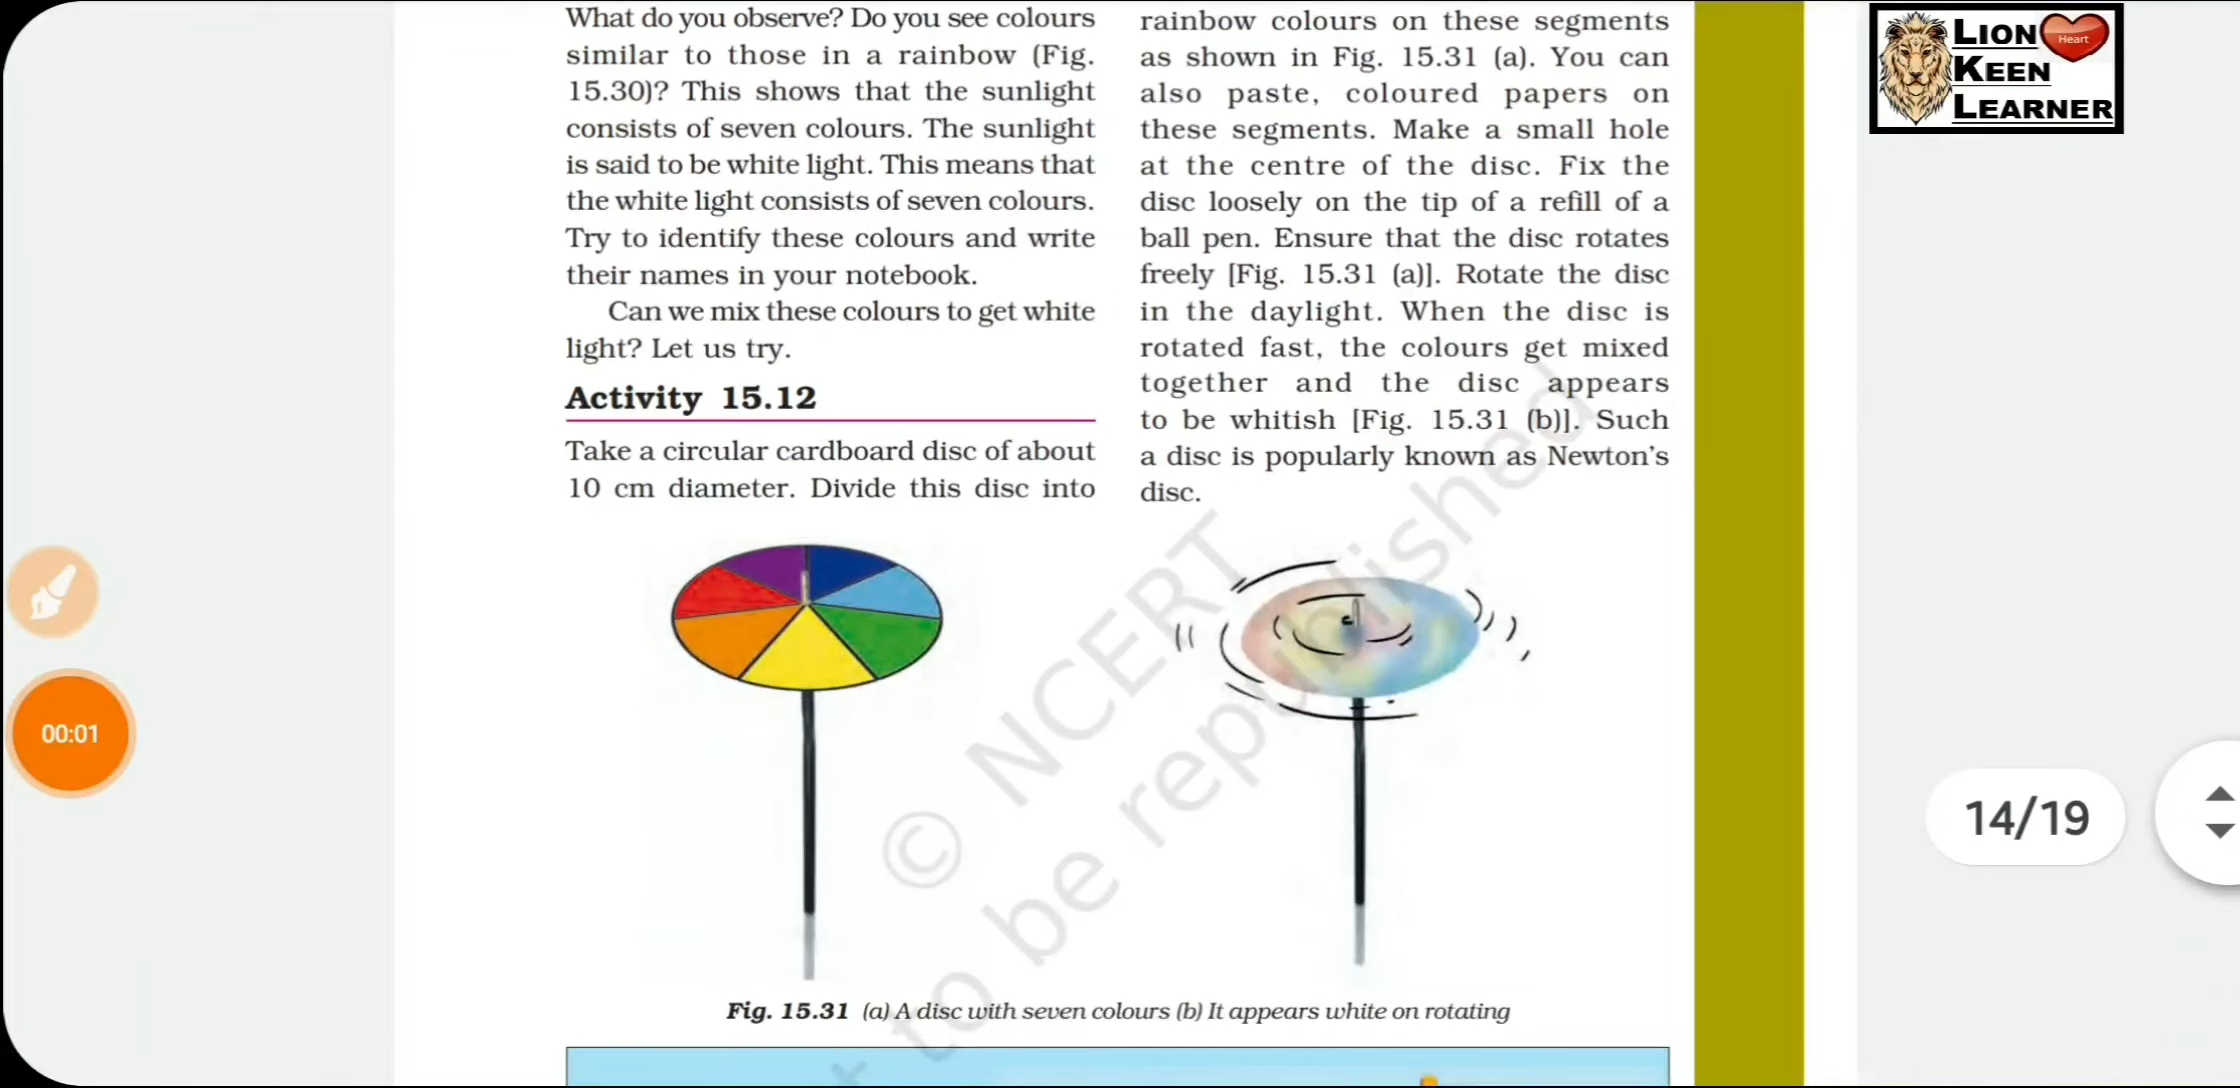 What do you observe? Do you see colours
similar to those in a rainbow (Fig.
15.30)? This shows that the sunlight
consists of seven colours. The sunlight
is said to be white light. This means that
the white light consists of seven colours.
Try to identify these colours and write
their names in your notebook.
Can we mix these colours to get white
light? Let us try.
Activity 15.12
Take a circular cardboard disc of about
10 cm diameter. Divide this disc into
rainbow colours on these segments
as shown in Fig. 15.31 (a). You can
also paste, coloured papers on
these segments. Make a small hole
at the centre of the disc. Fix the
disc loosely on the tip of a refill of a
ball pen. Ensure that the disc rotates
freely [Fig. 15.31 (a)]. Rotate the disc
in the daylight. When the disc is
rotated fast, the colours get mixed
together and the disc appears
to be whitish [Fig. 15.31 (b)]. Such
a disc is popularly known as Newton's
disc.
Fig. 15.31 (a) A disc with seven colours (b) It appears white on rotating
© NCERT
to be republished
LION Heart
KEEN
LEARNER
00:01
14/19